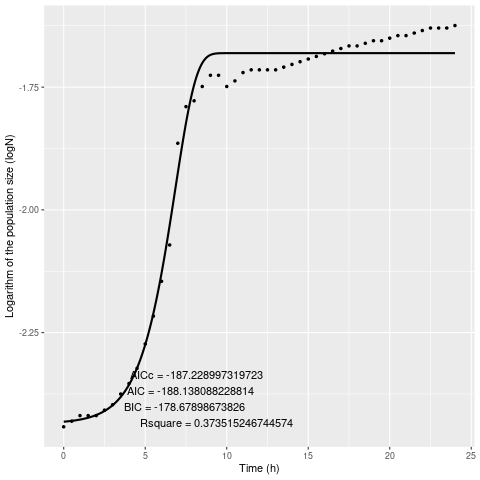 -1.75
-2.00
-2.25
Logarithm of the population size (logN)
AICc = -187.228997319723
AIC = -188.138088228814
BIC = -178.67898673826
Rsquare = 0.373515246744574
0 5 10 15 20 25
Time (h)